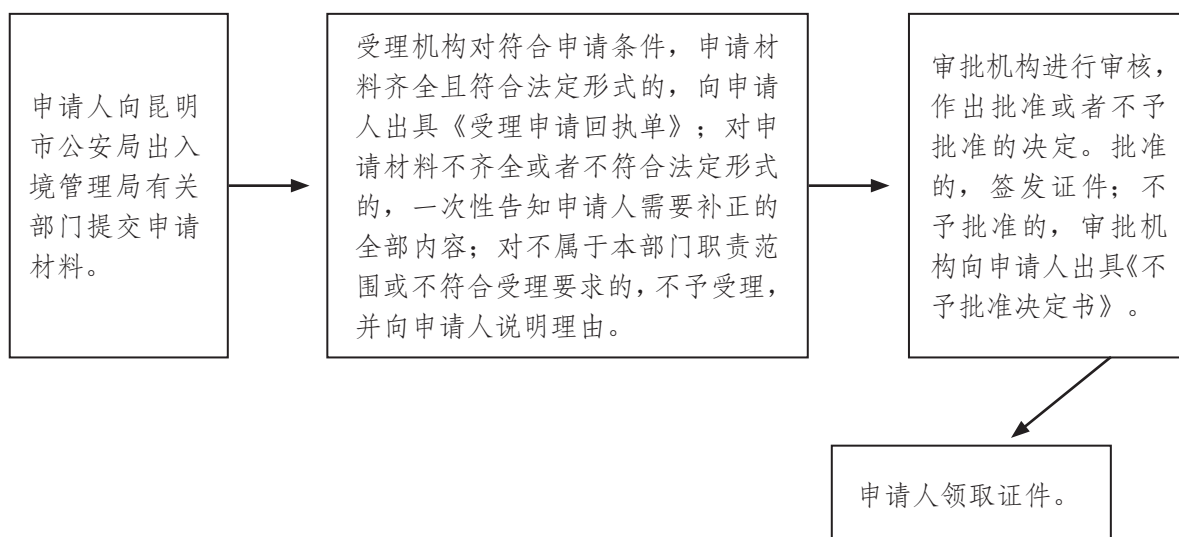 申请人向昆明
市公安局出入
境管理局有关
部门提交申请
材料。
受理机构对符合申请条件，申请材
料齐全且符合法定形式的，向申请
人出具《受理申请回执单》；对申
请材料不齐全或者不符合法定形式
的，一次性告知申请人需要补正的
全部内容；对不属于本部门职责范
围或不符合受理要求的，不予受理，
并向申请人说明理由。
审批机构进行审核，
作出批准或者不予
批准的决定。批准
的，签发证件；不
予批准的，审批机
构向申请人出具《不
予批准决定书》。
申请人领取证件。